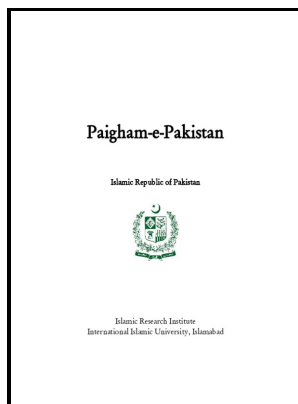 Paigham-e-Pakistan
Islamic Republic of Pakistan
Islamic Research Institute
International Islamic University, Islamabad